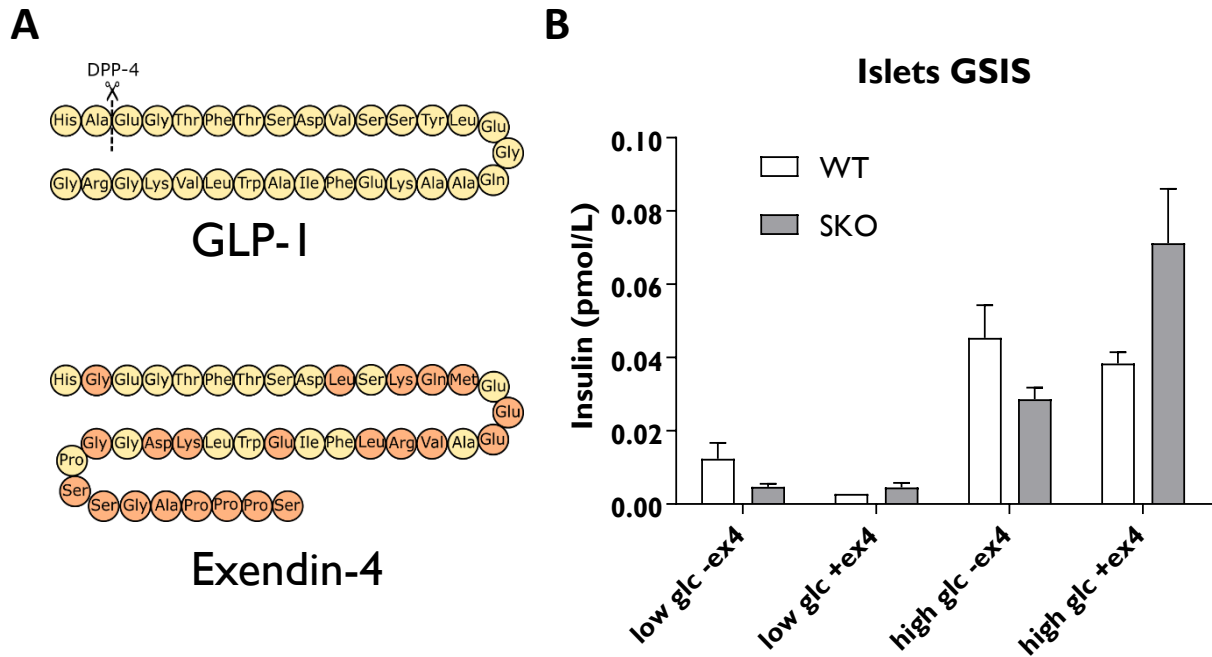 A
DPP-4
His Ala Glu Gly Thr Phe Thr Ser Asp Val Ser Ser Tyr Leu Glu
Gly
Gly Arg Gly Lys Val Leu Trp Ala Ile Phe Glu Lys Ala Ala Gln
GLP-1
His Gly Glu Gly Thr Phe Thr Ser Asp Leu Ser Lys Gln Met Glu
Glu
Gly Gly Asp Lys Leu Trp Glu Ile Phe Leu Arg Val Ala Glu
Pro
Ser
Ser Gly Ala Pro Pro Pro Ser
Exendin-4
B
Islets GSIS
WT
SKO
Insulin (pmol/L)
0.10
0.08
0.06
0.04
0.02
0.00
low glc -ex4
low glc +ex4
high glc -ex4
high glc +ex4